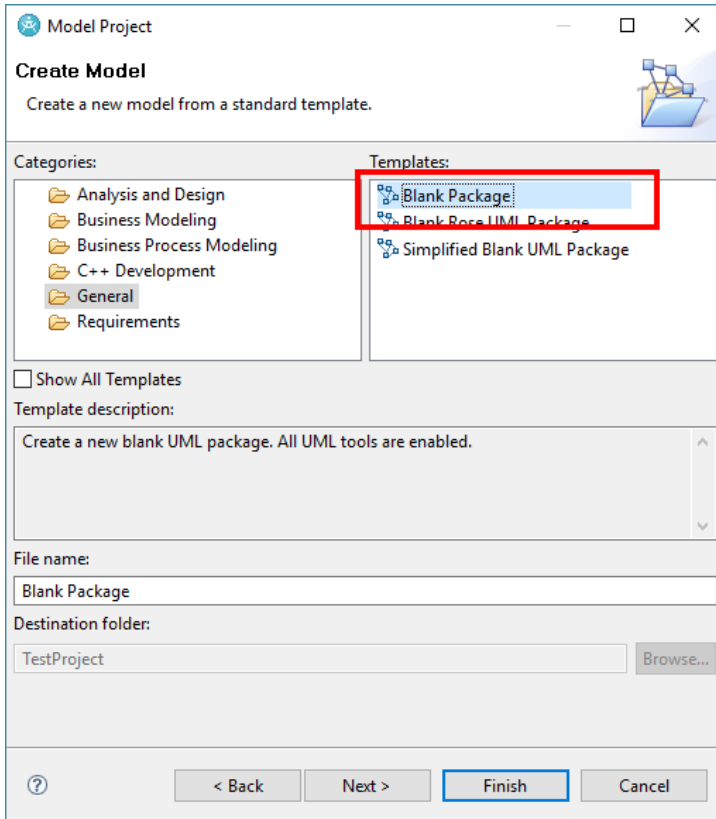 Model Project
Create Model
Create a new model from a standard template.
Categories:
Analysis and Design
Business Modeling
Business Process Modeling
C++ Development
General
Requirements
Templates:
Blank Package
Blank Rose UML Package
Simplified Blank UML Package
Show All Templates
Template description:
Create a new blank UML package. All UML tools are enabled.
File name:
Blank Package
Destination folder:
TestProject
Browse...
?
< Back
Next >
Finish
Cancel